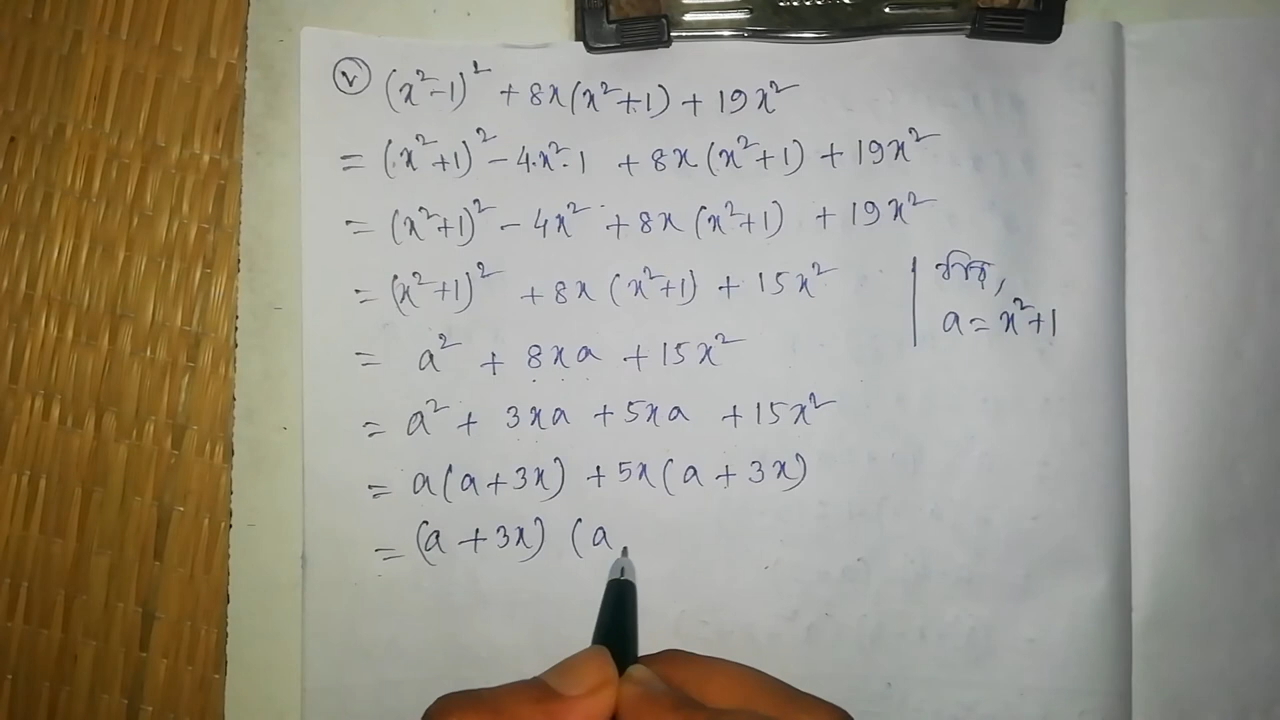 (v) (x²-1)² + 8x(x²+1) + 19x²
= (x²+1)² - 4.x².1 + 8x(x²+1) + 19x²
= (x²+1)² - 4x² + 8x(x²+1) + 19x²
= (x²+1)² + 8x(x²+1) + 15x²
ধরি,
a = x²+1
= a² + 8xa + 15x²
= a² + 3xa + 5xa + 15x²
= a(a+3x) + 5x(a+3x)
= (a+3x) (a